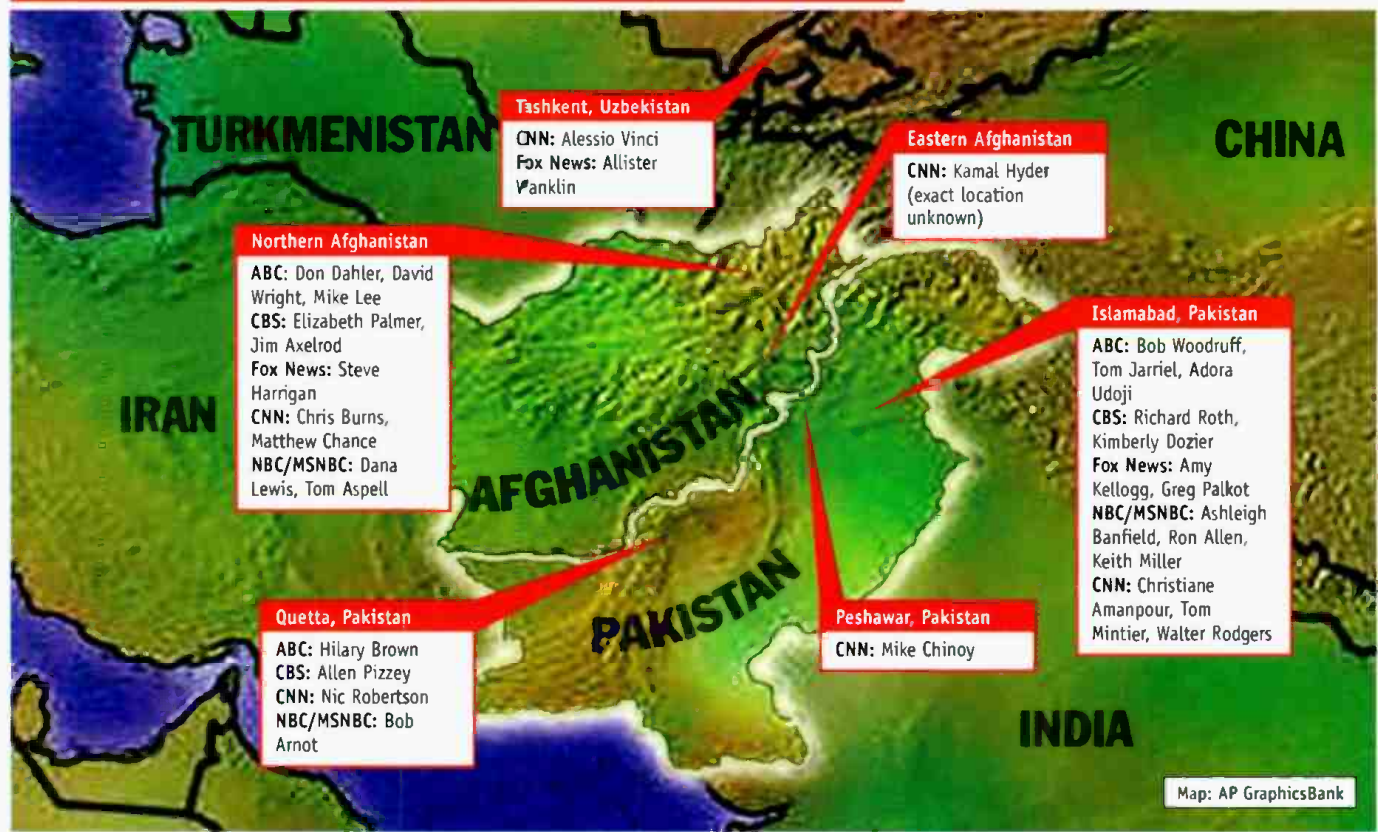 TURKMENISTAN
CHINA
IRAN
AFGHANISTAN
PAKISTAN
INDIA
Tashkent, Uzbekistan
CNN: Alessio Vinci
Fox News: Allister
Eastern Afghanistan
CNN: Kamal Hyder
(exact location
unknown)
Northern Afghanistan
ABC: Don Dahler, David
Wright, Mike Lee
CBS: Elizabeth Palmer,
Jim Axelrod
Fox News: Steve
Harrigan
CNN: Chris Burns,
Matthew Chance
NBC/MSNBC: Dana
Lewis, Tom Aspell
Islamabad, Pakistan
ABC: Bob Woodruff,
Tom Jarriel, Adora
Udoji
CBS: Richard Roth,
Kimberly Dozier
Fox News: Amy
Kellogg, Greg Palkot
NBC/MSNBC: Ashleigh
Banfield, Ron Allen,
Keith Miller
CNN: Christiane
Amanpour, Tom
Mintier, Walter Rodgers
Quetta, Pakistan
ABC: Hilary Brown
CBS: Allen Pizzey
CNN: Nic Robertson
NBC/MSNBC: Bob
Arnot
Peshawar, Pakistan
CNN: Mike Chinoy
Map: AP GraphicsBank